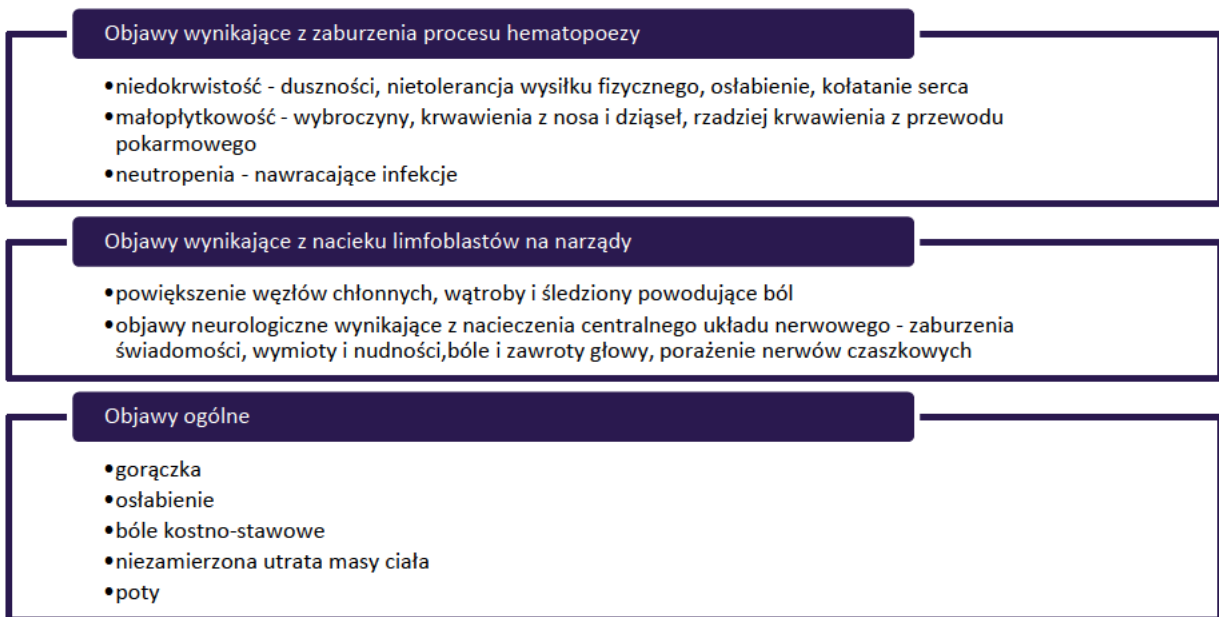 Objawy wynikające z zaburzenia procesu hematopoezy
•niedokrwistość - duszności, nietolerancja wysiłku fizycznego, osłabienie, kołatanie serca
•małopłytkowość - wybroczyny, krwawienia z nosa i dziąseł, rzadziej krwawienia z przewodu
pokarmowego
•neutropenia - nawracające infekcje
Objawy wynikające z nacieku limfoblastów na narządy
•powiększenie węzłów chłonnych, wątroby i śledziony powodujące ból
•objawy neurologiczne wynikające z nacieczenia centralnego układu nerwowego - zaburzenia
świadomości, wymioty i nudności,bóle i zawroty głowy, porażenie nerwów czaszkowych
Objawy ogólne
•gorączka
•osłabienie
•bóle kostno-stawowe
•niezamierzona utrata masy ciała
•poty